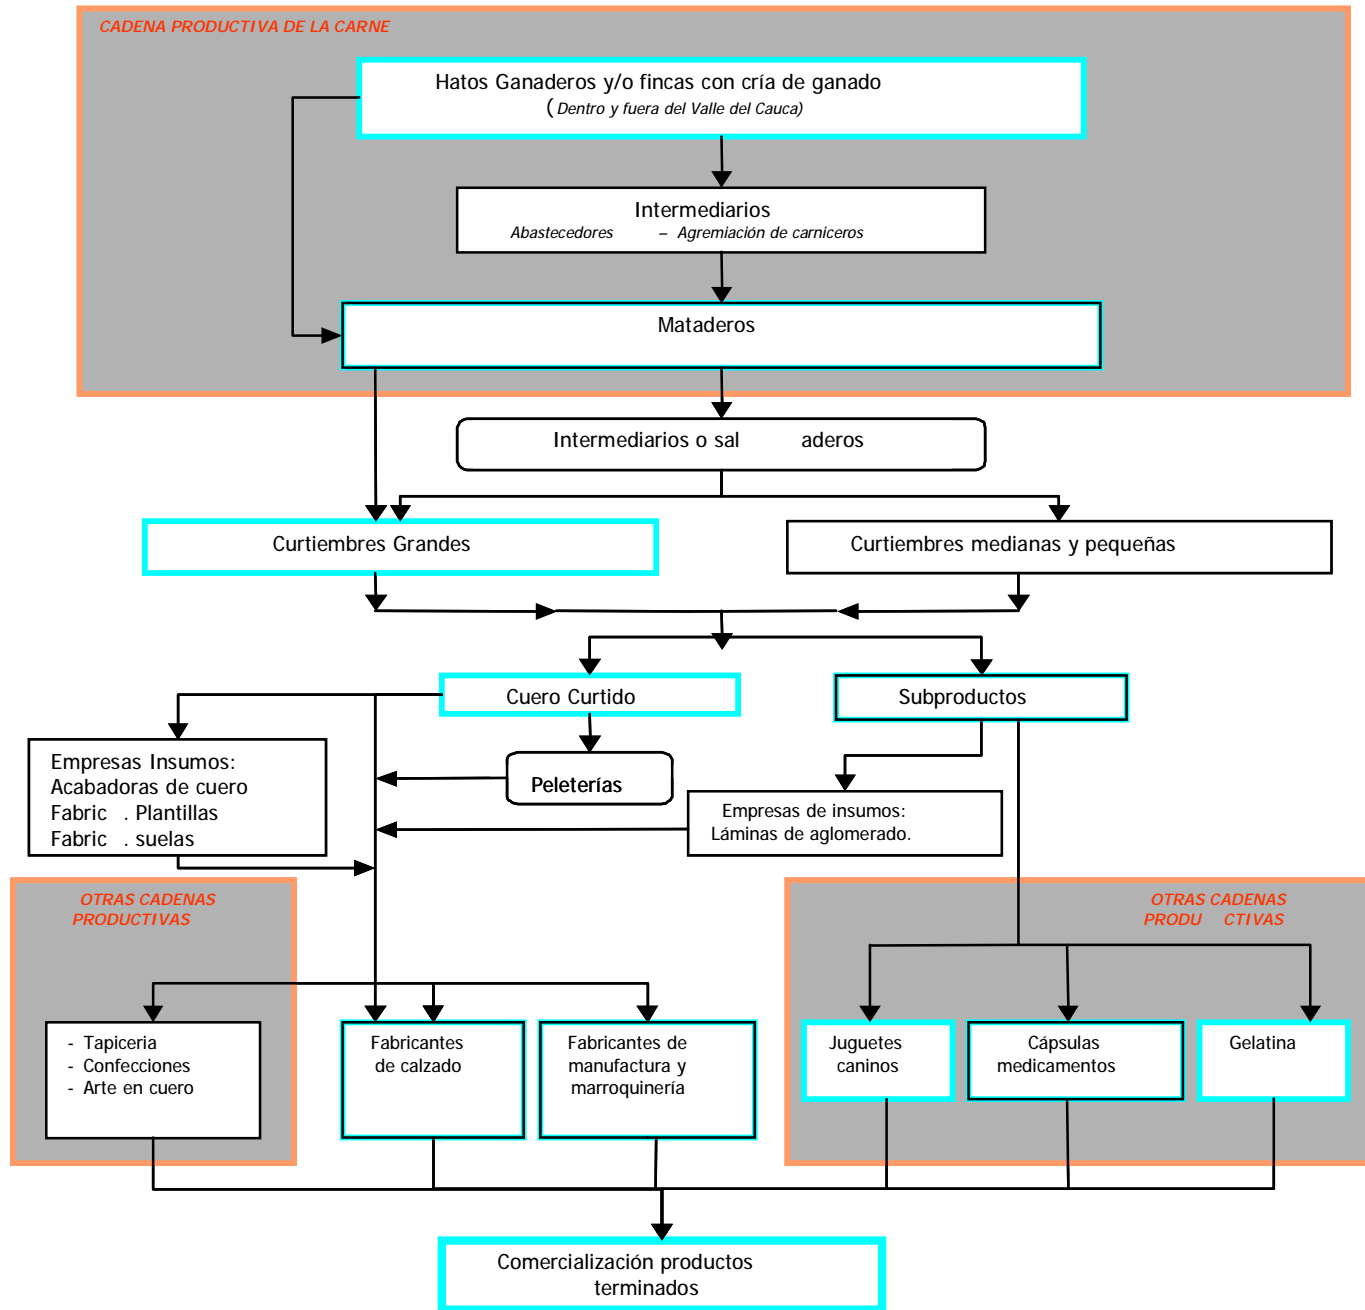 CADENA PRODUCTIVA DE LA CARNE
Hatos Ganaderos y/o fincas con cría de ganado
( Dentro y fuera del Valle del Cauca)
Intermediarios
Abastecedores – Agremiación de carniceros
Mataderos
Intermediarios o sal aderos
Curtiembres Grandes
Curtiembres medianas y pequeñas
Cuero Curtido
Subproductos
Empresas Insumos:
Acabadoras de cuero
Fabric . Plantillas
Fabric . suelas
Peleterías
Empresas de insumos:
Láminas de aglomerado.
OTRAS CADENAS
PRODUCTIVAS
OTRAS CADENAS
PRODU CTIVAS
- Tapiceria
- Confecciones
- Arte en cuero
Fabricantes
de calzado
Fabricantes de
manufactura y
marroquinería
Juguetes
caninos
Cápsulas
medicamentos
Gelatina
Comercialización productos
terminados